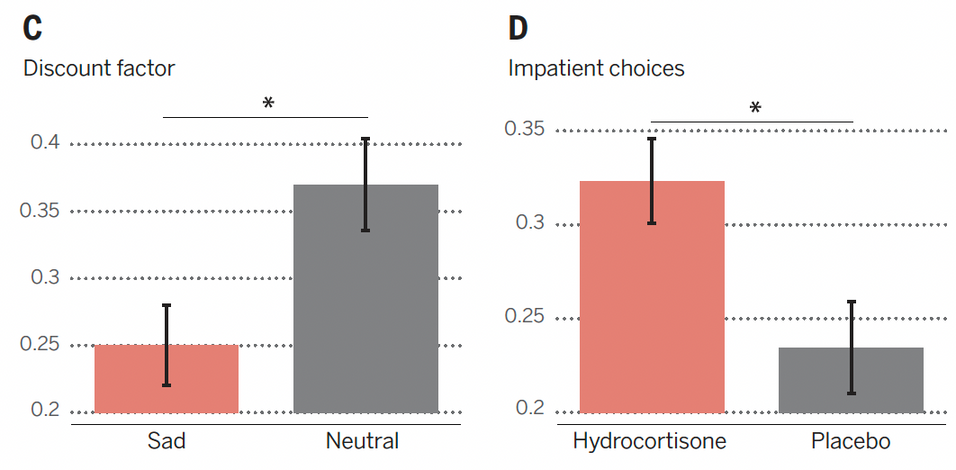 C
Discount factor
*
0.4
0.35
0.3
0.25
0.2
Sad Neutral
D
Impatient choices
*
0.35
0.3
0.25
0.2
Hydrocortisone Placebo